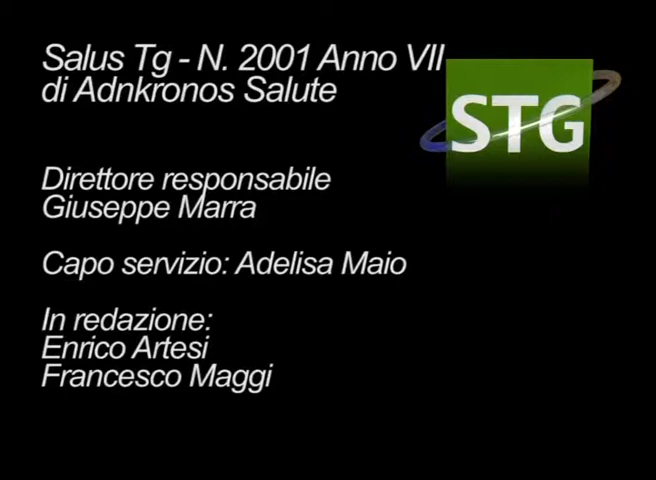 Salus Tg - N. 2001 Anno VII
di Adnkronos Salute
STG
Direttore responsabile
Giuseppe Marra
Capo servizio: Adelisa Maio
In redazione:
Enrico Artesi
Francesco Maggi